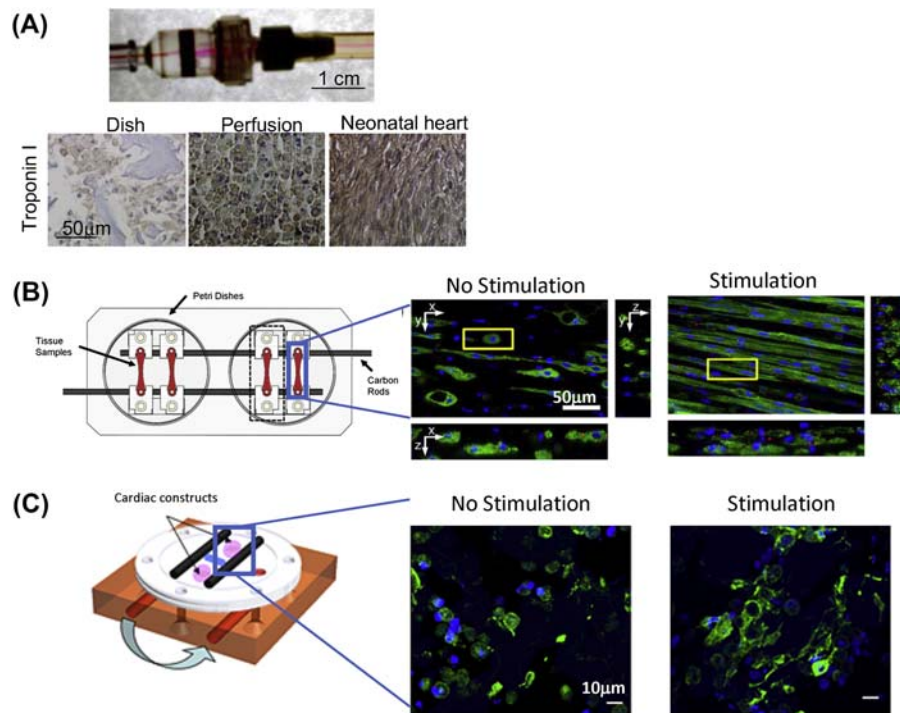 (A)
1 cm
Dish
Perfusion
Neonatal heart
Troponin I
50μm
(B)
No Stimulation
Stimulation
Petri Dishes
Tissue
Samples
Carbon
Rods
x
y
z
y
50μm
x
z
(C)
Cardiac constructs
No Stimulation
Stimulation
10μm